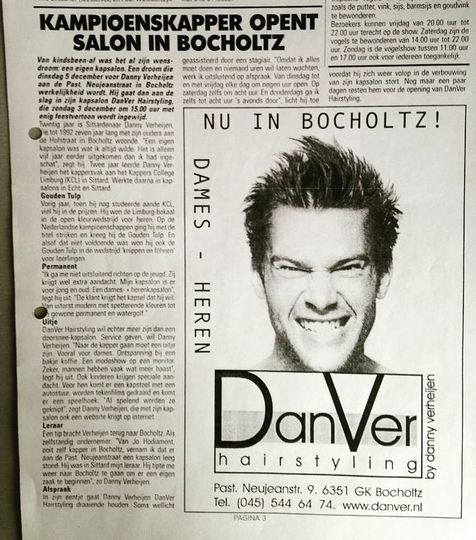 toals de putter, vink, sijs, barmsijs en goudvink
te bewonderen.
Bezoekers kunnen vrijdag van 20.00 uur tot
22.00 uur terecht op de show. Zaterdag zijn de
vogels te bewonderen van 14.00 uur tot 22.00
uur. Zondag is de vogelshow tussen 11.00 uur
en 17.00 uur ook voor iedereen toegankelijk.
KAMPIOENSKAPPER OPENT
SALON IN BOCHOLTZ
Van kindsbeen-af was het al zijn wens-
droom: een eigen kapsalon. Een droom die
dinsdag 5 december voor Danny Verheijen
aan de Past. Neujeanstraat in Bocholtz
werkelijkheid wordt. Hij gaat dan aan de
slag in zijn kapsalon DanVer Hairstyling,
die zondag 3 december om 15.00 uur met
enig feestvertoon wordt ingewijd.
Twintig jaar is Sittardenaar Danny Verheijen,
die tot 1992 zeven jaar lang met zijn ouders aan
de Hofstraat in Bocholtz woonde. "Een eigen
kapsalon was wat ik altijd wilde. Het is alleen
vijf jaar eerder uitgekomen dan ik had inge-
schat", zegt hij. Twee jaar leerde Danny Ver-
heijen het kappersvak aan het Kappers College
Limburg (KCL) in Sittard. Werkte daarna in kap-
salons in Echt en Sittard.
Gouden Tulp
Vorig jaar, toen hij nog studeerde aan KCL,
viel hij in de prijzen. Hij won de Limburg-bokaal
in de open kleurwedstrijd voor heren. Op de
Nederlandse kampioenschappen ging hij met de
titel strijken en kreeg hij de Gouden Tulp. En
alsof dat niet voldoende was won hij ook de
Gouden Tulp in de wedstrijd 'knippen en föhnen'
voor leerlingen.
Permanent
"Ik ga me niet uitsluitend richten op de jeugd. Zij
krijgt wel extra aandacht. Mijn kapsalon is er
voor jong en oud. Een dames- + herenkapsalon",
legt hij uit. "De klant krijgt het kapsel dat hij wil.
Van uiterst modern met spetterende kleuren tot
gewone permanent en watergolf."
Uitje
DanVer Hairstyling wil echter meer zijn dan een
doorsnee-kapsalon. Service geven, wil Danny
Verheijen. "Naar de kapper gaan moet een uitje
zijn. Vooral voor dames. Ontspanning bij een
bakje koffie. Een modeshow op een monitor.
Zeker, mannen hebben vaak wat meer haast",
legt hij uit. Ook kinderen krijgen speciale aan-
dacht. Voor hen komt er een kapstoel met een
autostuur, worden tekenfilms gedraaid en komt
er een speelhoek. "Al spelend worden ze
geknipt", zegt Danny Verheijen, die met zijn kap-
salon ook een website krijgt op internet.
Leraar
Een tip bracht Verheijen terug naar Bocholtz. Als
zelfstandig ondernemer. "Van Jo Hodiamont,
ooit zelf kapper in Bocholtz, vernam ik dat er
aan de Past. Neujeanstraat een kapsalon leeg
stond. Hij was in Sittard mijn leraar. Hij tipte me
weer naar Bocholtz te gaan om er een eigen
zaak te beginnen", zo Danny Verheijen.
Afspraak
In zijn eentje gaat Danny Verheijen DanVer
Hairstyling draaiende houden. Soms wellicht
geassisteerd door een stagiair. "Omdat ik alles
moet doen en niemand uren wil laten wachten,
werk ik uitsluitend op afspraak. Van dinsdag tot
en met vrijdag elke dag om negen uur open. Op
zaterdag zelfs om acht uur. En donderdags ga ik
zelfs tot acht uur 's avonds door", licht hij toe
voordat hij zich weer volop in de verbouwing
van zijn kapsalon stort. Nog maar een paar
dagen resten hem voor de opening van DanVer
Hairstyling.
NU IN BOCHOLTZ!
DAMES - HEREN
DanVer
hairstyling
by danny verheijen
Past. Neujeanstr. 9. 6351 GK Bocholtz
Tel. (045) 544 64 74. www.danver.nl
PAGINA 3